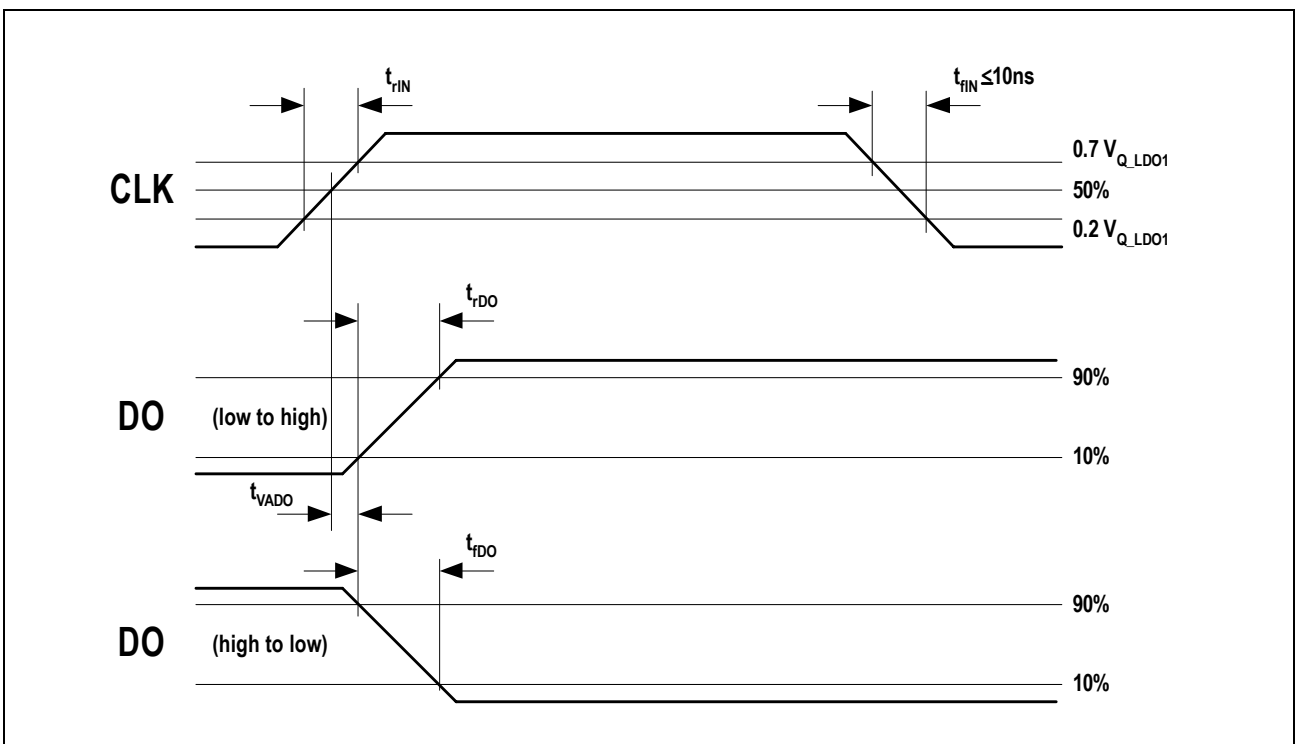 t_rIN
t_fIN ≤10ns
CLK
0.7 V_Q_LDO1
50%
0.2 V_Q_LDO1
t_rDO
DO (low to high)
90%
10%
t_VADO
t_fDO
DO (high to low)
90%
10%